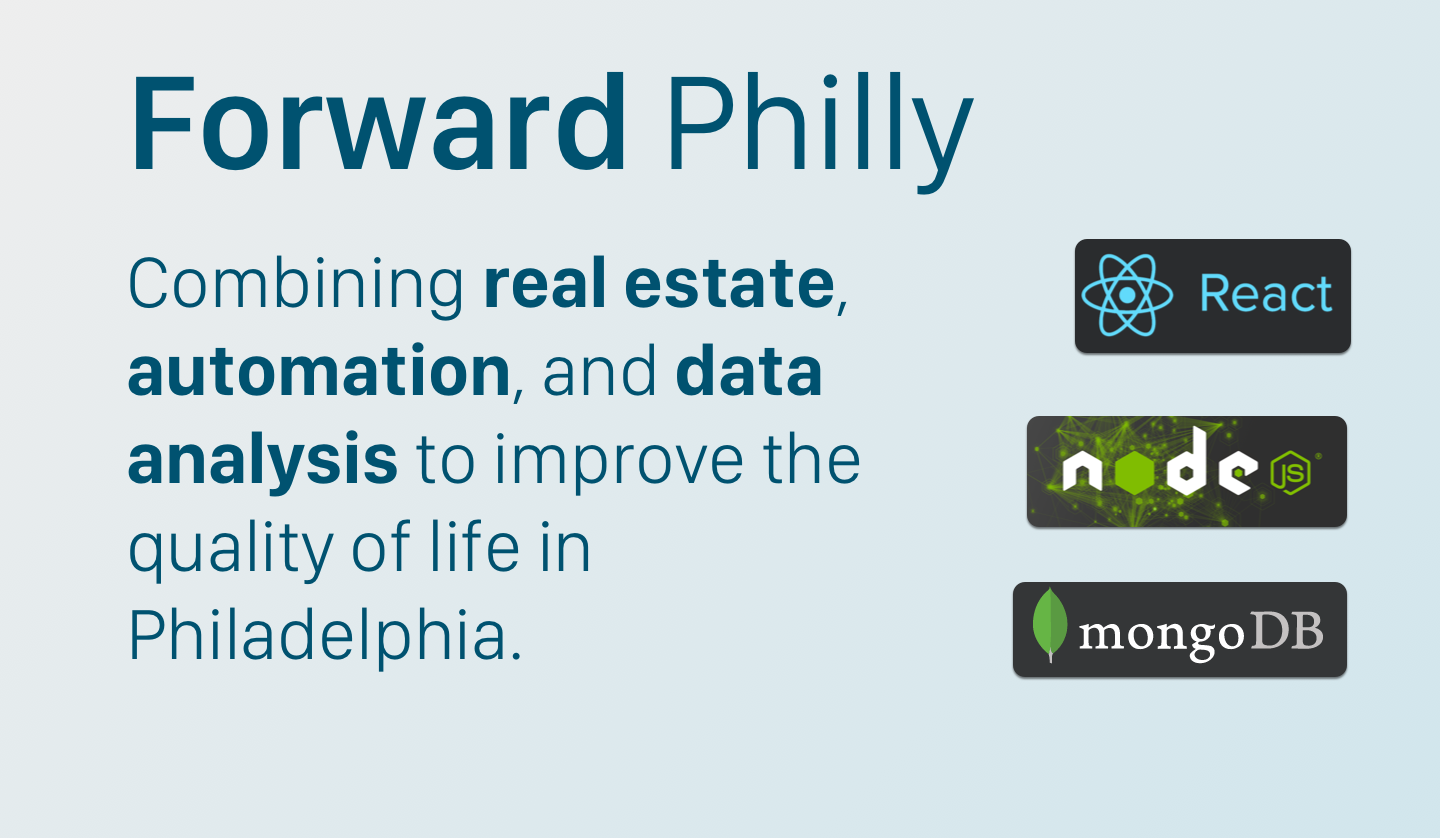 Forward Philly
Combining real estate,
automation, and data
analysis to improve the
quality of life in
Philadelphia.
React
node JS®
mongoDB